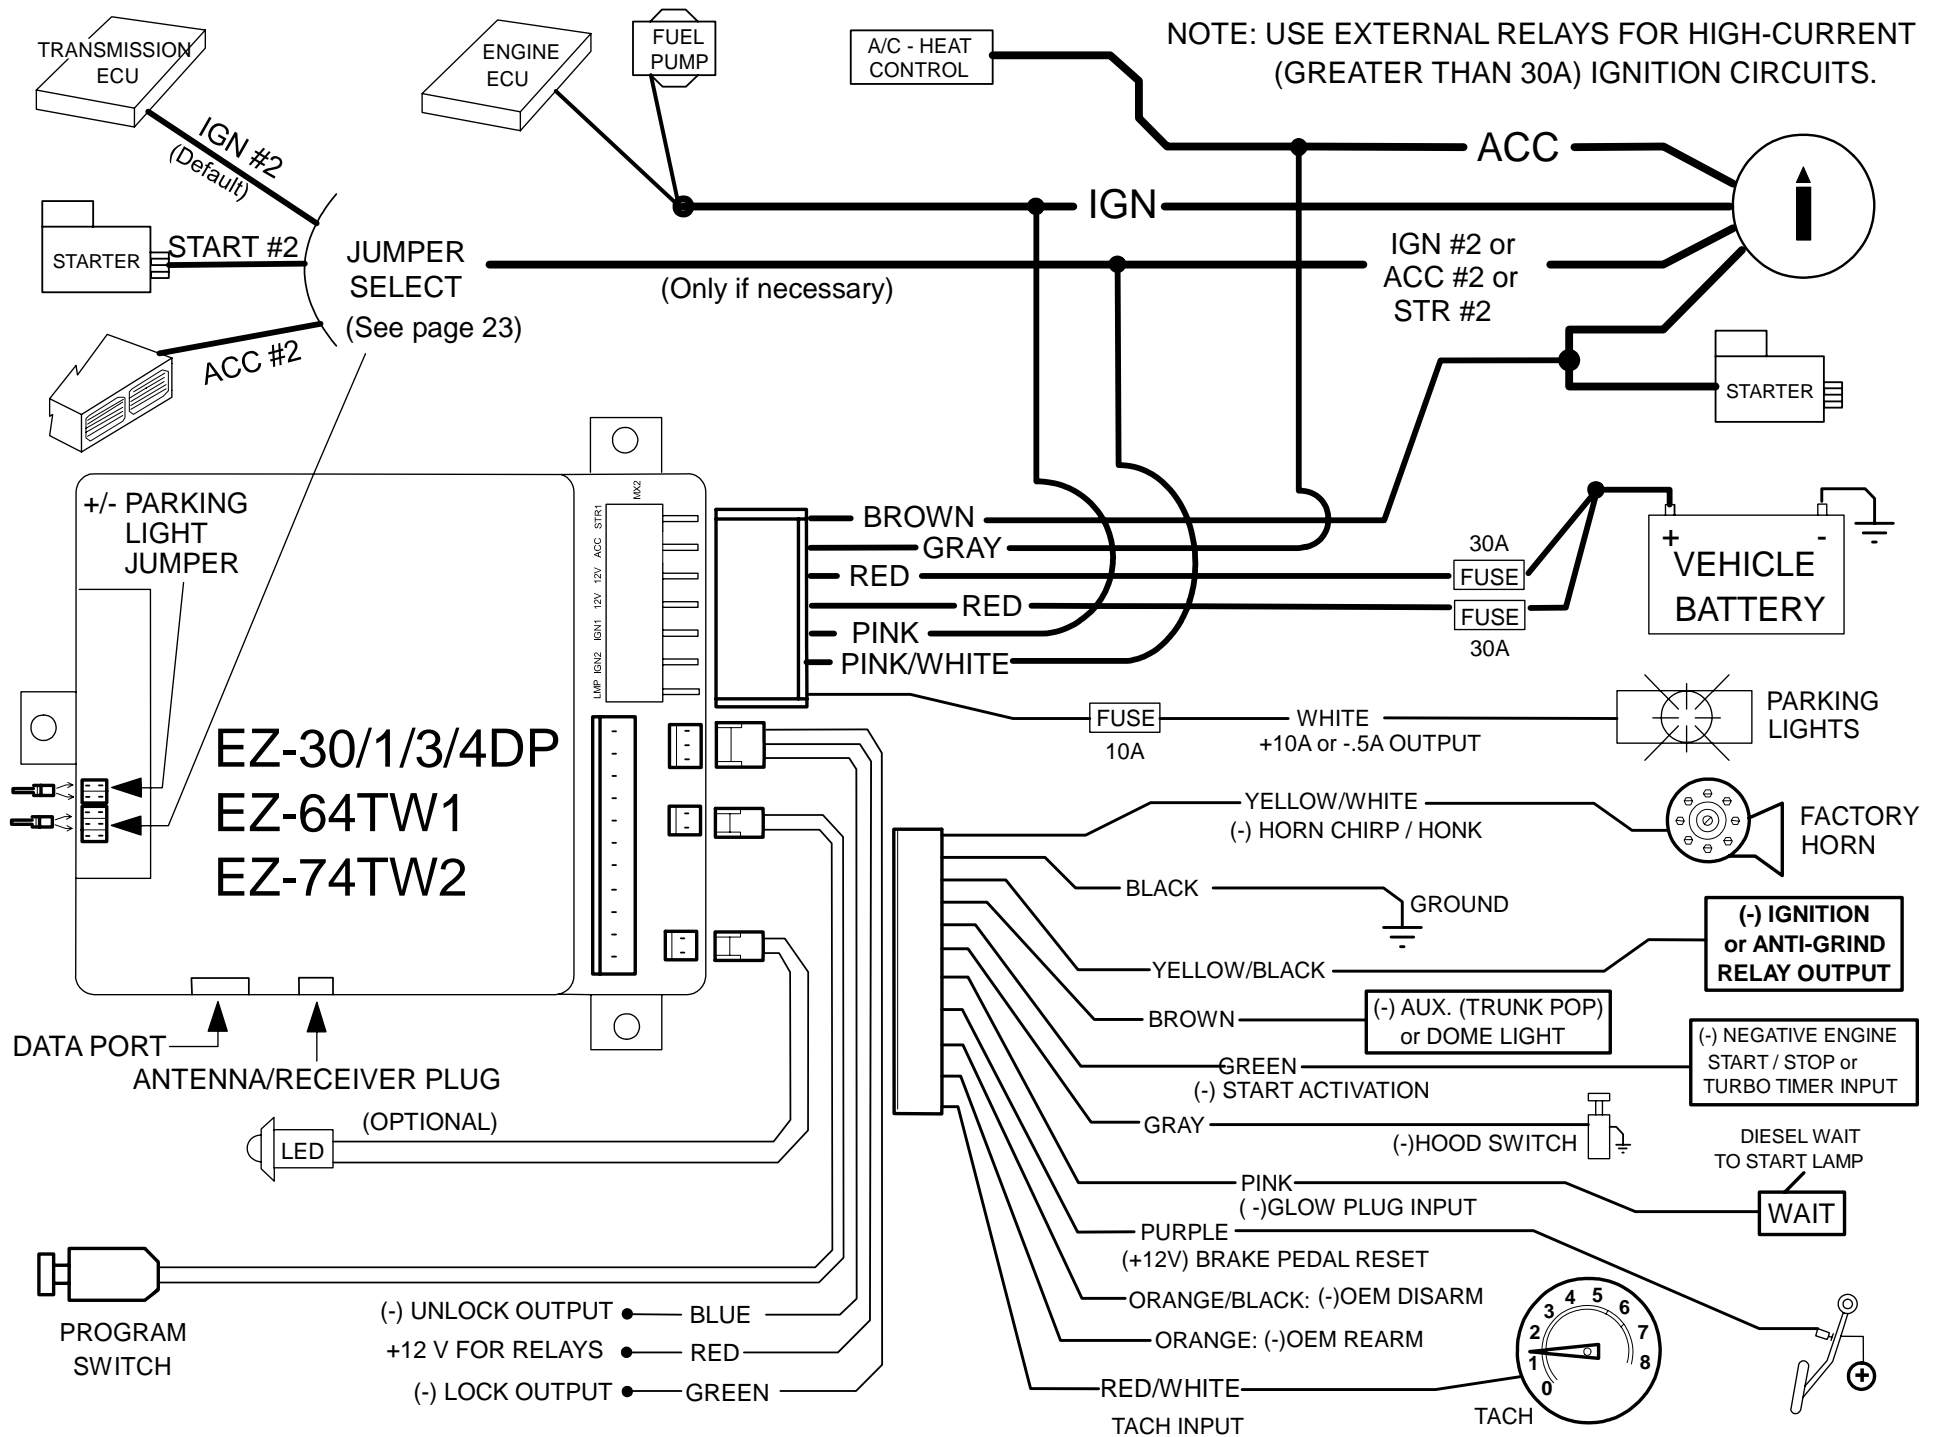 NOTE: USE EXTERNAL RELAYS FOR HIGH-CURRENT
(GREATER THAN 30A) IGNITION CIRCUITS.
TRANSMISSION
ECU
ENGINE
ECU
FUEL
PUMP
A/C - HEAT
CONTROL
IGN #2
(Default)
STARTER
START #2
ACC #2
JUMPER
SELECT
(See page 23)
(Only if necessary)
ACC
IGN
IGN #2 or
ACC #2 or
STR #2
STARTER
+/- PARKING
LIGHT
JUMPER
MX2
STR1
ACC
12V
12V
IGN1
IGN2
LMP
BROWN
GRAY
RED
RED
PINK
PINK/WHITE
30A
FUSE
FUSE
30A
+ -
VEHICLE
BATTERY
FUSE
10A
WHITE
+10A or -.5A OUTPUT
PARKING
LIGHTS
EZ-30/1/3/4DP
EZ-64TW1
EZ-74TW2
YELLOW/WHITE
(-) HORN CHIRP / HONK
FACTORY
HORN
BLACK
GROUND
YELLOW/BLACK
(-) IGNITION
or ANTI-GRIND
RELAY OUTPUT
BROWN
(-) AUX. (TRUNK POP)
or DOME LIGHT
GREEN
(-) START ACTIVATION
(-) NEGATIVE ENGINE
START / STOP or
TURBO TIMER INPUT
GRAY
(-)HOOD SWITCH
DIESEL WAIT
TO START LAMP
WAIT
PINK
( -)GLOW PLUG INPUT
PURPLE
(+12V) BRAKE PEDAL RESET
ORANGE/BLACK: (-)OEM DISARM
ORANGE: (-)OEM REARM
RED/WHITE
TACH INPUT
TACH
0
1
2
3
4
5
6
7
8
+
DATA PORT
ANTENNA/RECEIVER PLUG
(OPTIONAL)
LED
PROGRAM
SWITCH
(-) UNLOCK OUTPUT
BLUE
+12 V FOR RELAYS
RED
(-) LOCK OUTPUT
GREEN